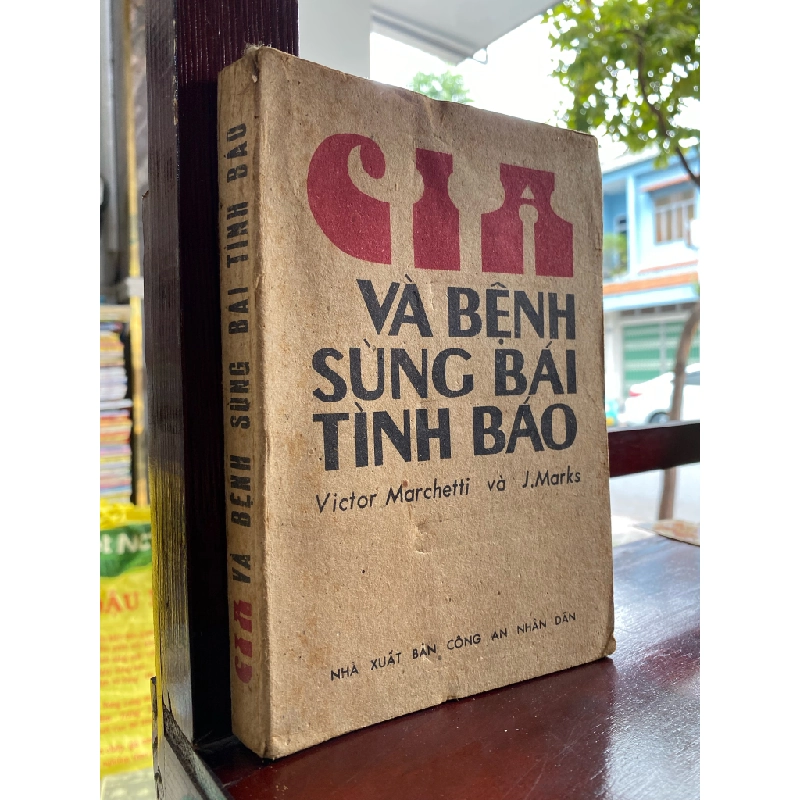 CIA
VÀ BỆNH
SÙNG BÁI
TÌNH BÁO
Victor Marchetti và J.Marks
NHÀ XUẤT BẢN CÔNG AN NHÂN DÂN
CIA VÀ BỆNH SÙNG BÁI TÌNH BÁO